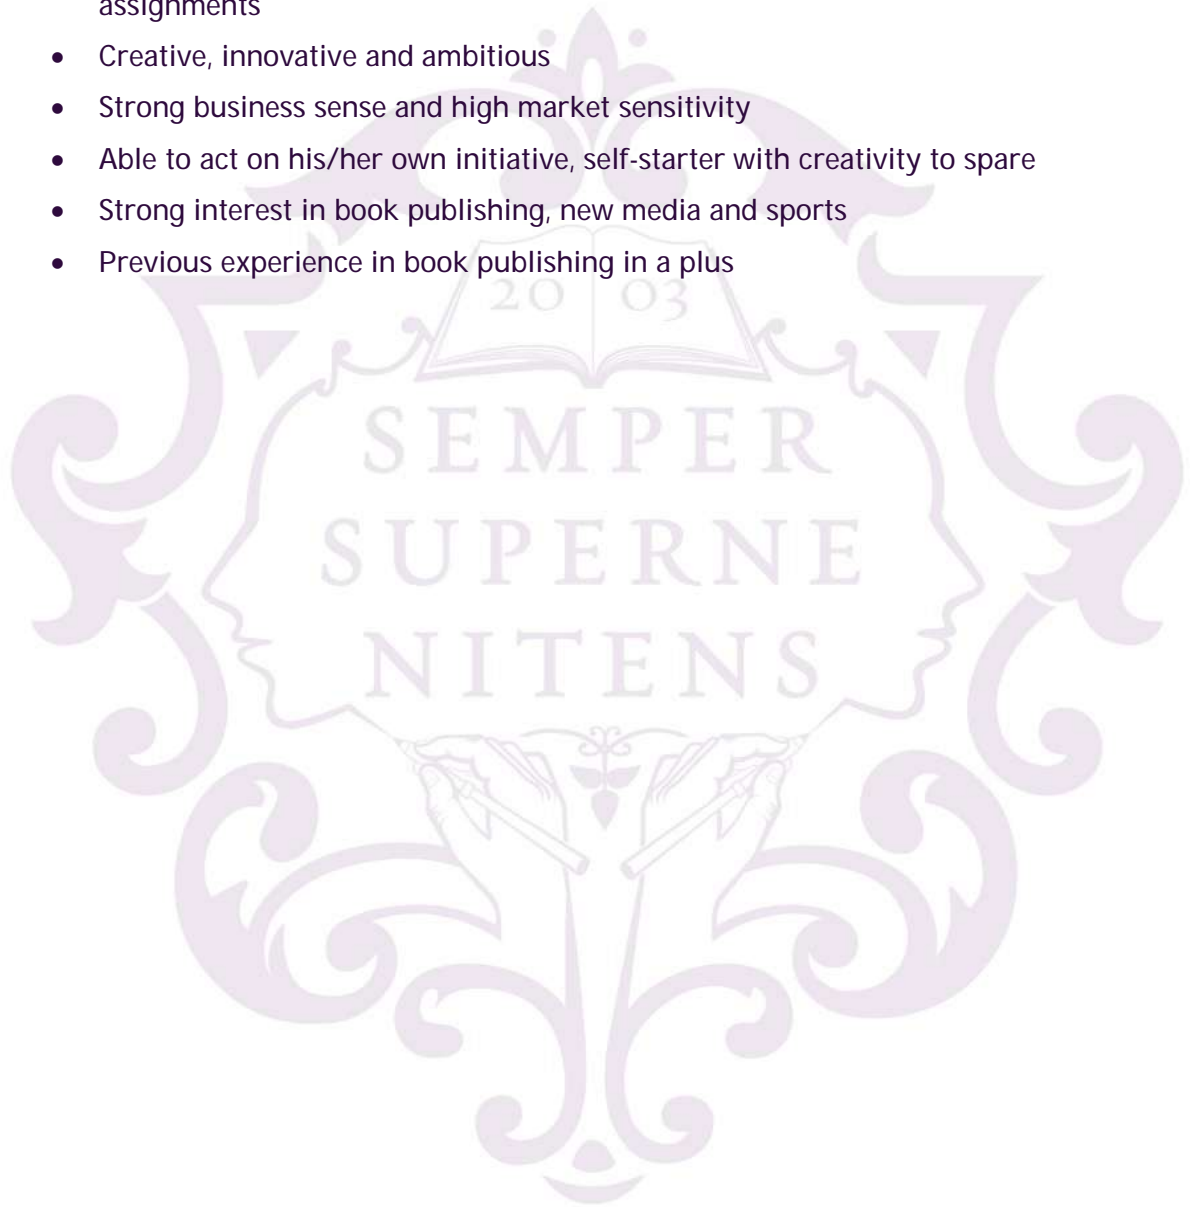 assignments
• Creative, innovative and ambitious
• Strong business sense and high market sensitivity
• Able to act on his/her own initiative, self-starter with creativity to spare
• Strong interest in book publishing, new media and sports
• Previous experience in book publishing in a plus
20 03
SEMPER
SUPERNE
NITENS